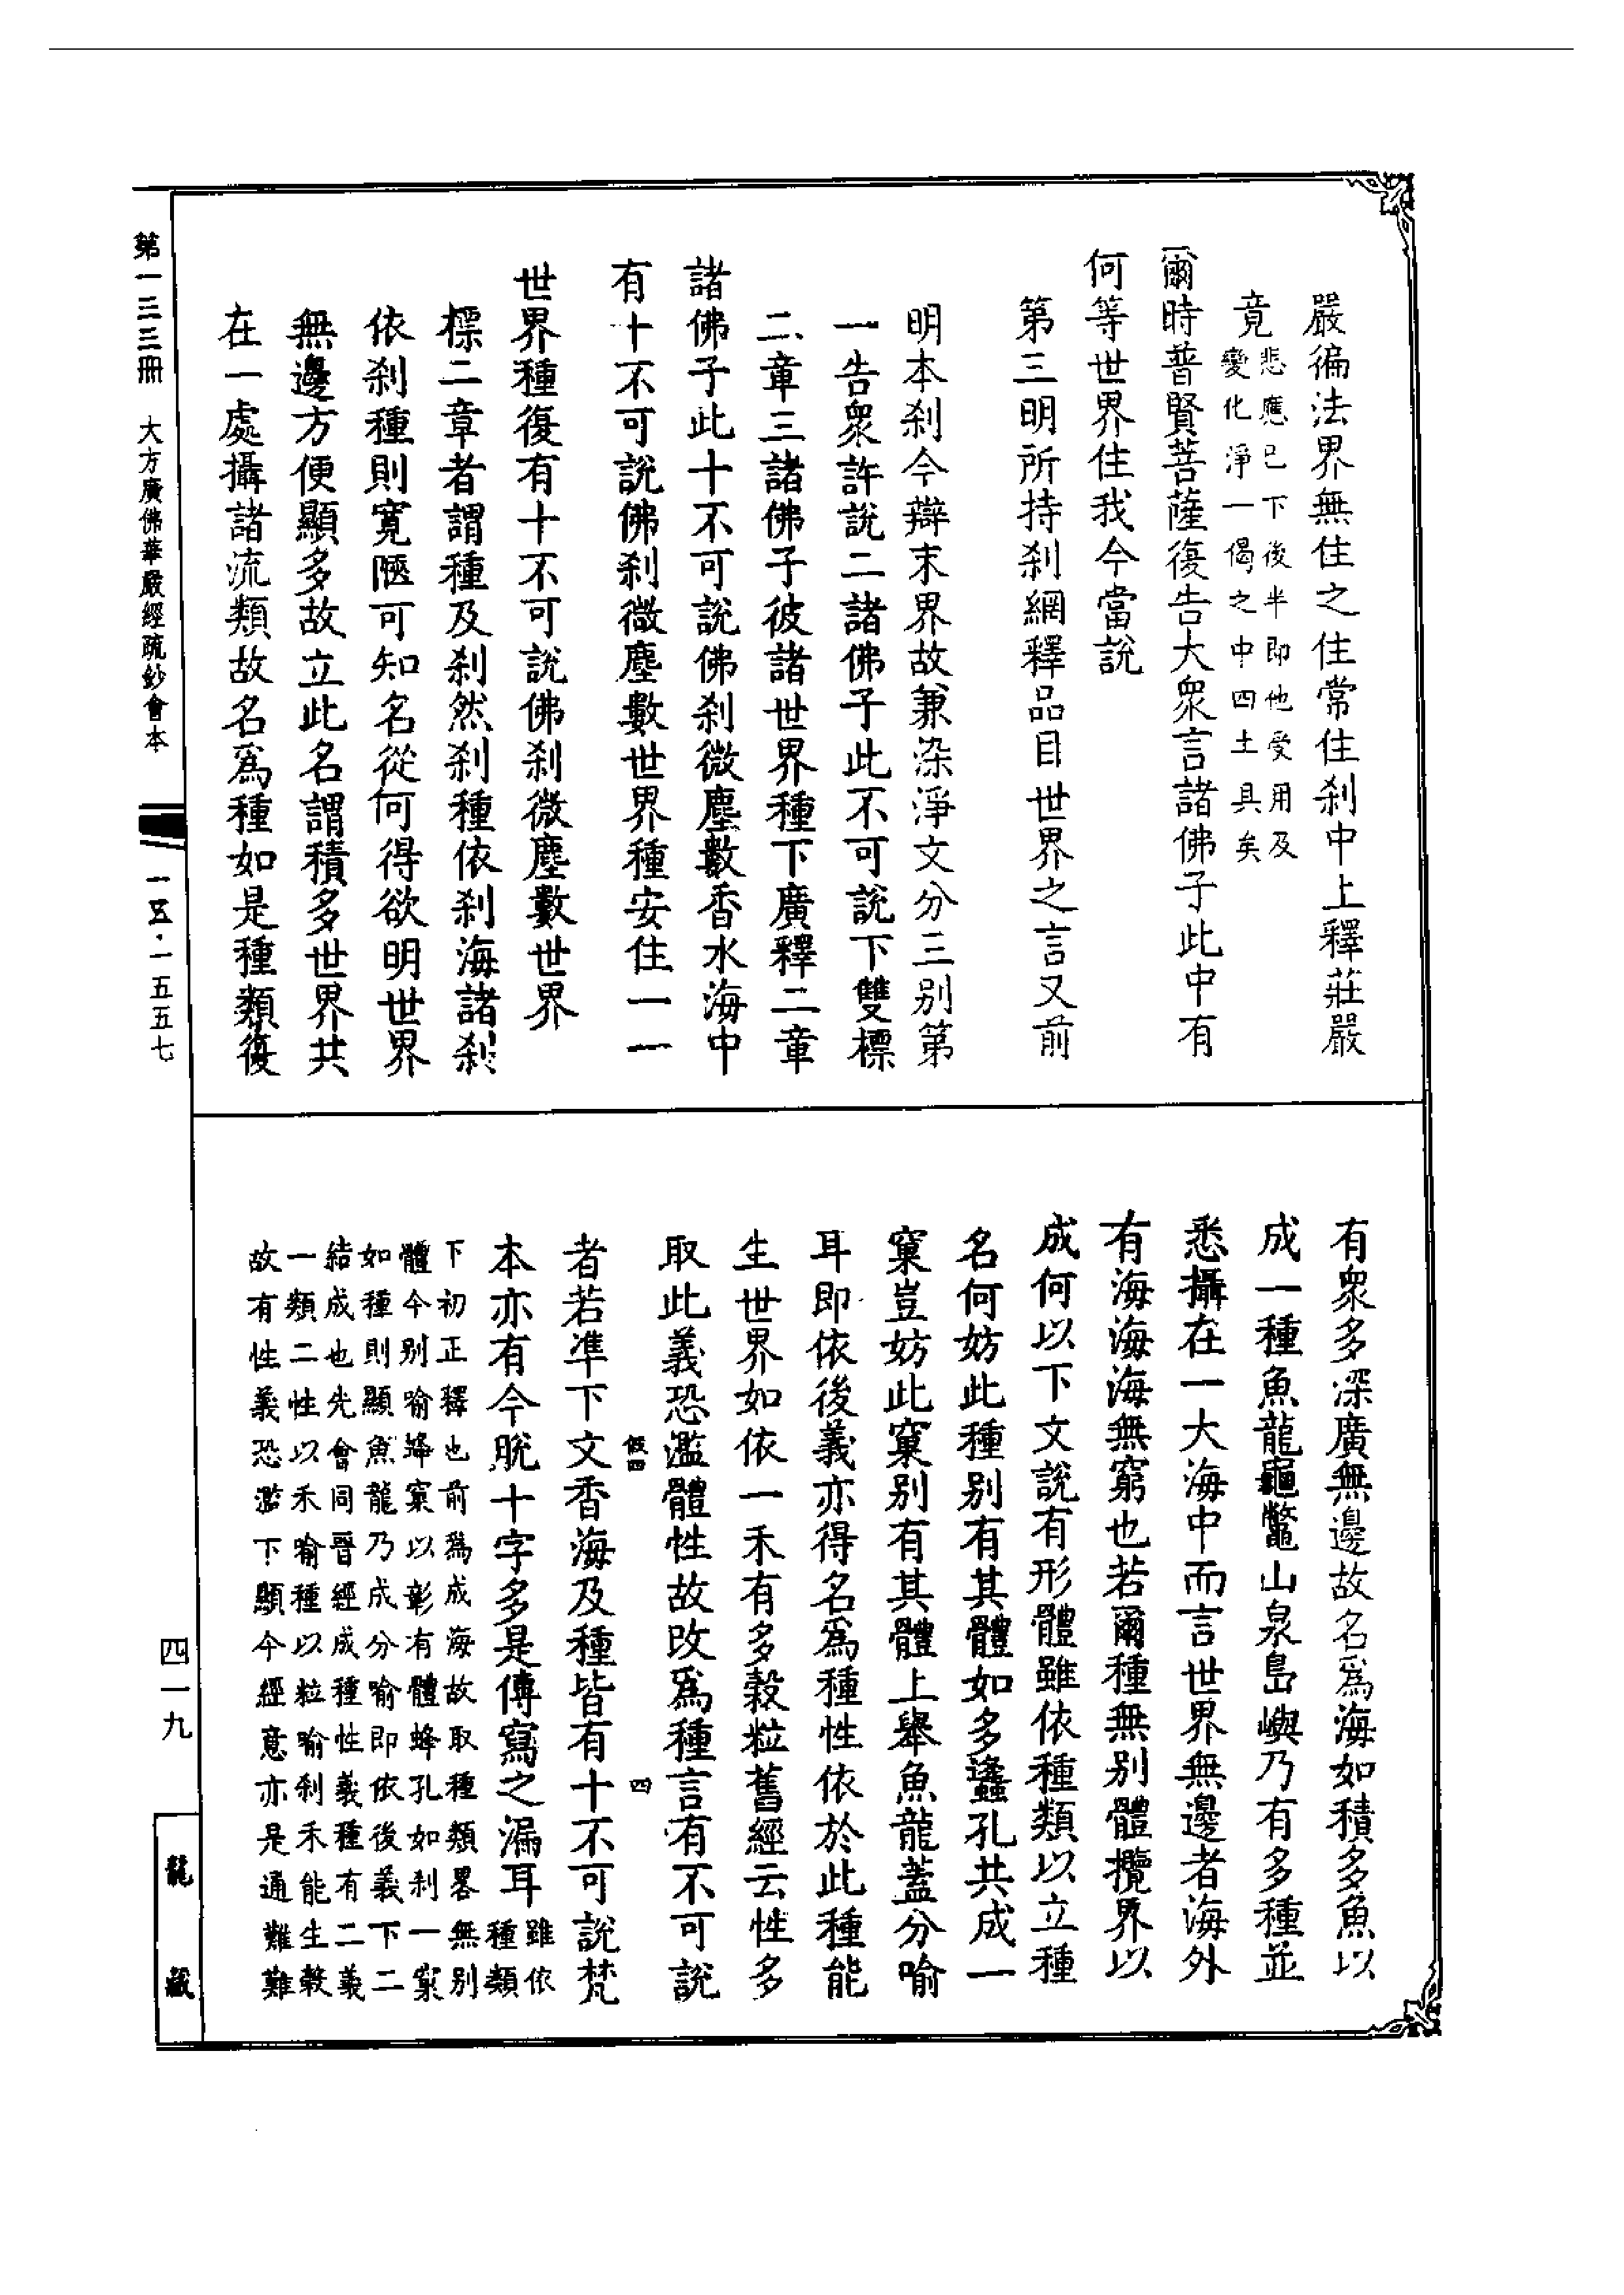 嚴徧法界無住之住常住刹中上釋莊嚴
竟悲應已下後半即他受用及
變化淨一偈之中四土具矣
爾時普賢菩薩復告大衆言諸佛子此中有
何等世界住我今當說
第三明所持刹網釋品目世界之言又前
明本刹今辯末界故兼染淨文分三别第
一告衆許說二諸佛子此不可說下雙標
二章三諸佛子彼諸世界種下廣釋二章
諸佛子此十不可說佛刹微塵數香水海中
有十不可說佛刹微塵數世界種安住一一
世界種復有十不可說佛刹微塵數世界
標二章者謂種及刹然刹種依刹海諸刹
依刹種則寬陿可知名從何得欲明世界
無邊方便顯多故立此名謂積多世界共
在一處攝諸流類故名爲種如是種類復
有衆多深廣無邊故名爲海如積多魚以
成一種魚龍龜鼈山泉島嶼乃有多種並
悉攝在一大海中而言世界無邊者海外
有海海海無窮也若爾種無别體攬界以
成何以下文說有形體雖依種類以立種
名何妨此種别有其體如多蠭孔共成一
窠豈妨此窠别有其體上舉魚龍蓋分喻
耳即依後義亦得名爲種性依於此種能
生世界如依一禾有多穀粒舊經云性多
取此義恐濫體性故改爲種言有不可說
者若準下文香海及種皆有十不可說梵
本亦有今脫十字多是傳寫之漏耳雖依
種類
下初正釋也前爲成海故取種類畧無别
體今别喻蜂窠以彰有體蜂孔如刹一窠
如種則顯魚龍乃成分喻即依後義下二
結成也先會同晉經成種性義種有二義
一類二性以禾喻種以粒喻刹禾能生穀
故有性義恐濫下顯今經意亦是通難
第一三三冊 大方廣佛華嚴經疏鈔會本
一五·一五五七
四一九
龍藏